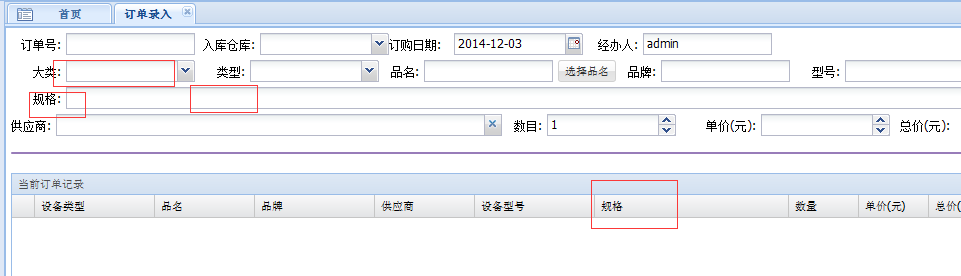 首页 订单录入
订单号: 入库仓库: 订购日期: 2014-12-03 经办人: admin
大类: 类型: 品名: 选择品名 品牌: 型号:
规格:
供应商: 数目: 1 单价(元): 总价(元):
当前订单记录
设备类型 品名 品牌 供应商 设备型号 规格 数量 单价(元) 总价(元